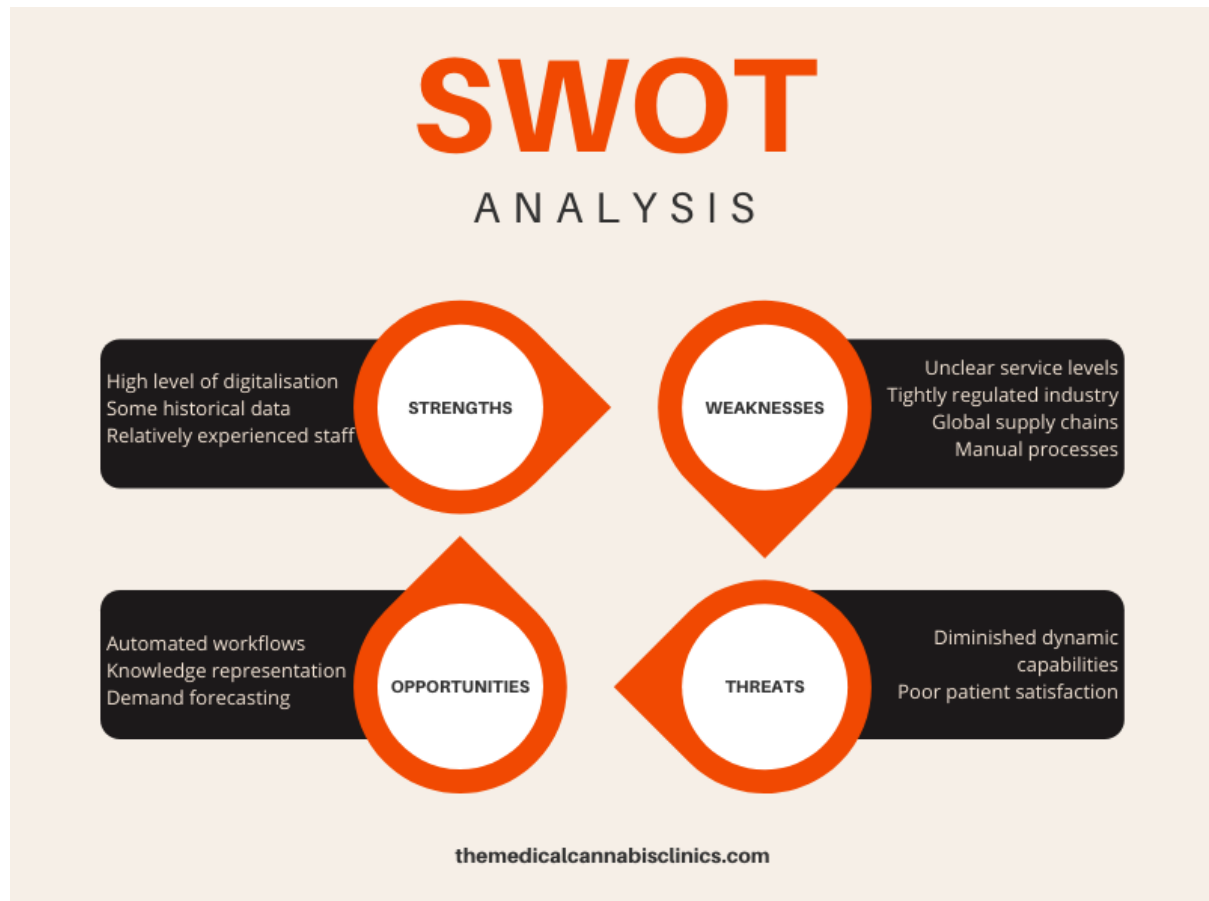 SWOT
ANALYSIS
High level of digitalisation
Some historical data
Relatively experienced staff
STRENGTHS
WEAKNESSES
Unclear service levels
Tightly regulated industry
Global supply chains
Manual processes
Automated workflows
Knowledge representation
Demand forecasting
OPPORTUNITIES
THREATS
Diminished dynamic
capabilities
Poor patient satisfaction
themedicalcannabisclinics.com